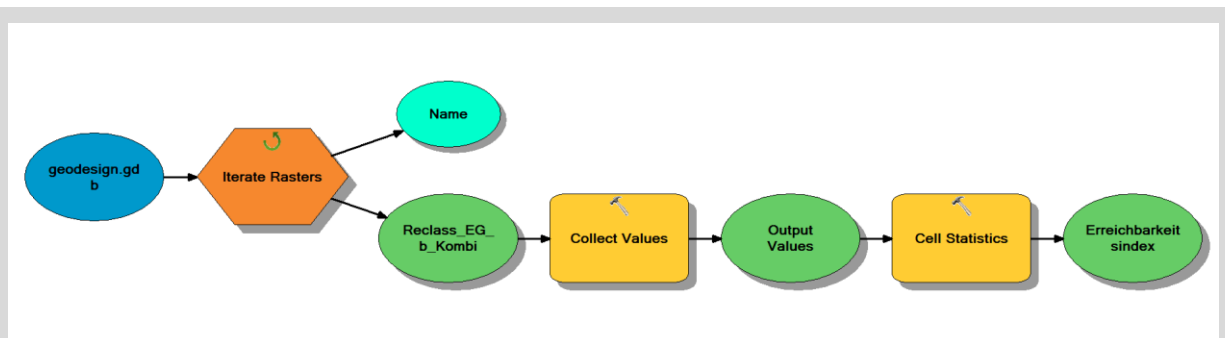 geodesign.gd
b
Iterate Rasters
Name
Reclass_EG_
b_Kombi
Collect Values
Output
Values
Cell Statistics
Erreichbarkeit
sindex